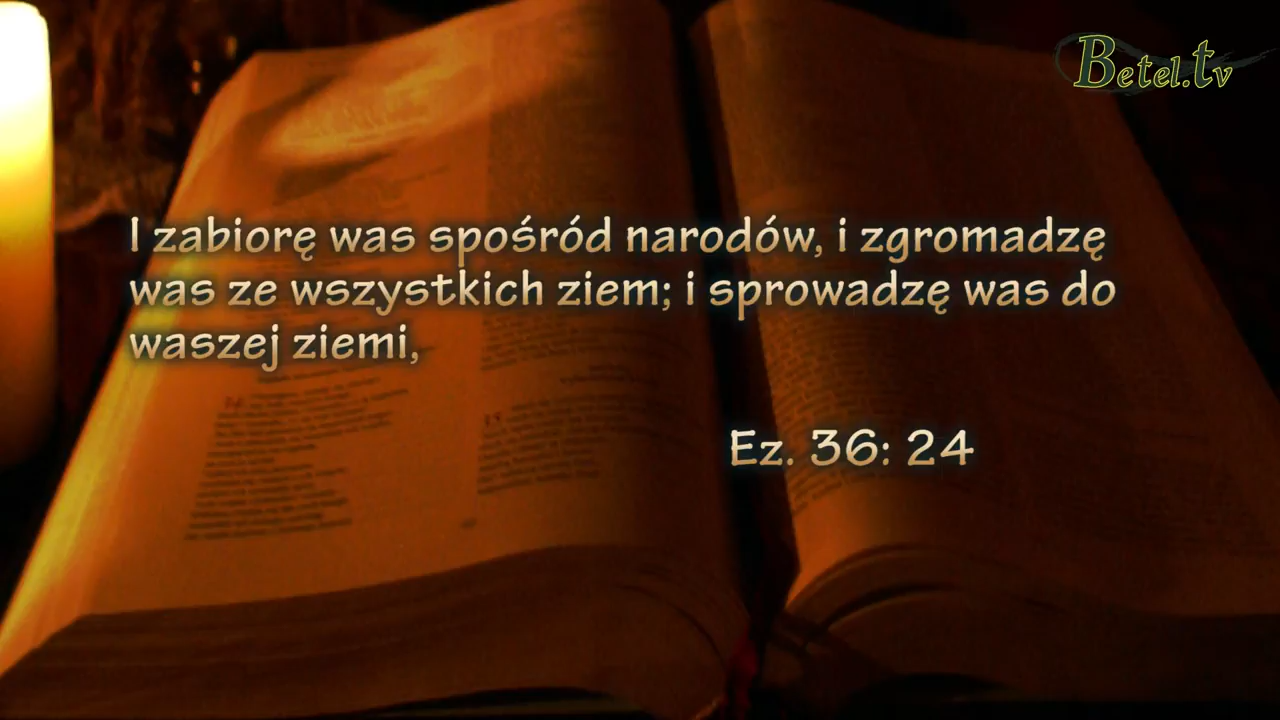 Betel.tv
I zabiorę was spośród narodów, i zgromadzę
was ze wszystkich ziem; i sprowadzę was do
waszej ziemi,
Ez. 36: 24